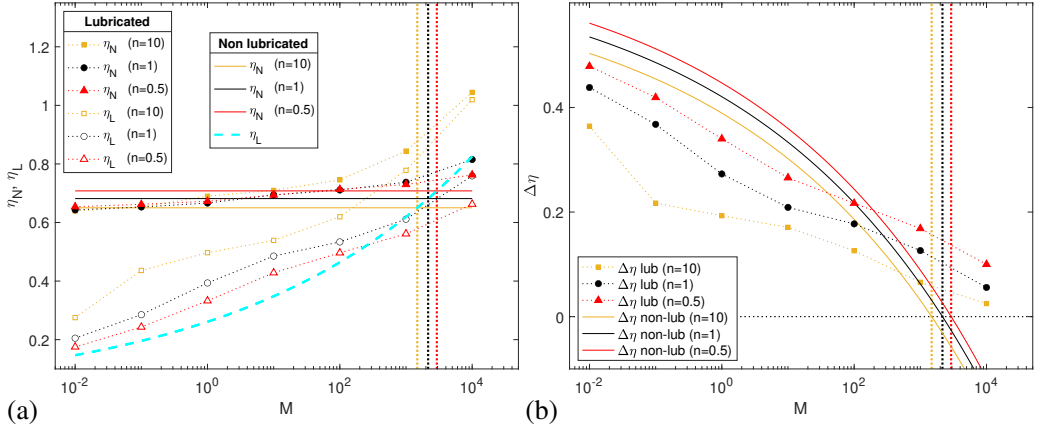 Lubricated
η_N (n=10)
η_N (n=1)
η_N (n=0.5)
η_L (n=10)
η_L (n=1)
η_L (n=0.5)
Non lubricated
η_N (n=10)
η_N (n=1)
η_N (n=0.5)
η_L
1.2
1
0.8
0.6
0.4
0.2
η_N, η_L
10^-2
10^0
10^2
10^4
M
(a)
0.4
0.2
0
Δη
Δη lub (n=10)
Δη lub (n=1)
Δη lub (n=0.5)
Δη non-lub (n=10)
Δη non-lub (n=1)
Δη non-lub (n=0.5)
10^-2
10^0
10^2
10^4
M
(b)